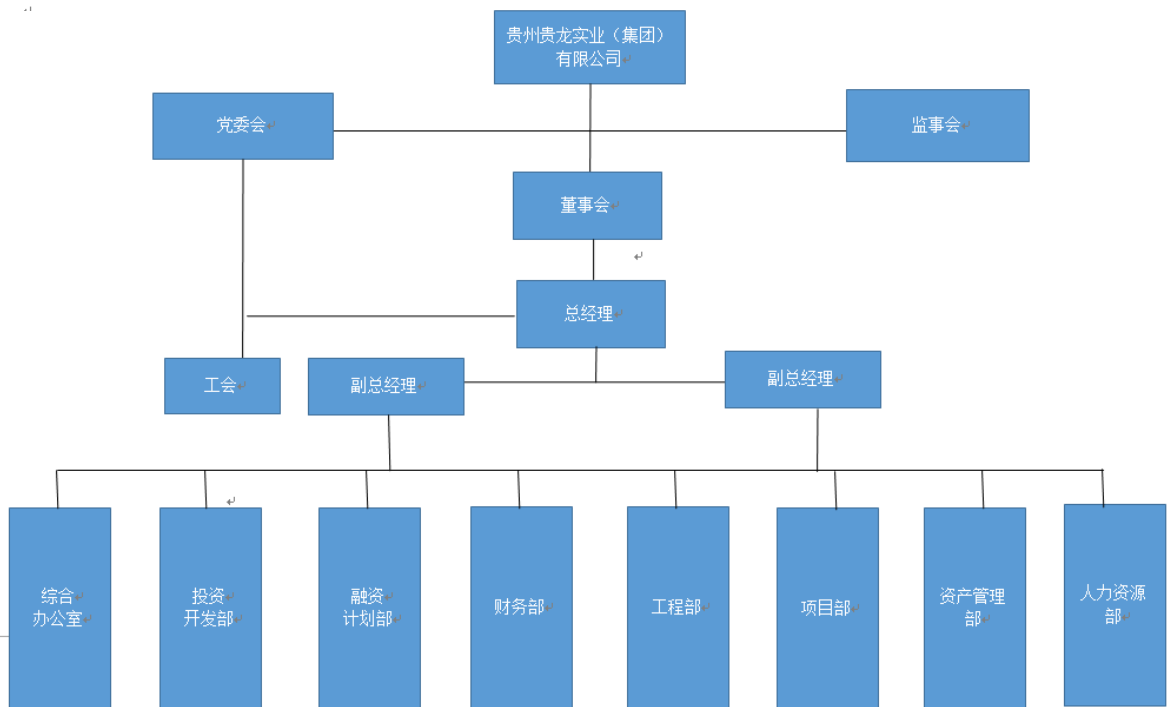 贵州贵龙实业（集团）
有限公司
党委会
监事会
董事会
总经理
工会
副总经理
副总经理
综合
办公室
投资
开发部
融资
计划部
财务部
工程部
项目部
资产管理
部
人力资源
部